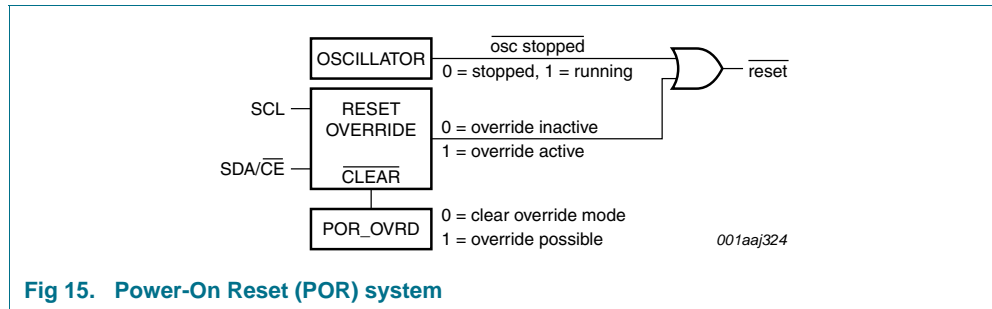 OSCILLATOR
osc stopped
0 = stopped, 1 = running
reset
SCL
RESET
OVERRIDE
0 = override inactive
1 = override active
SDA/CE
CLEAR
POR_OVRD
0 = clear override mode
1 = override possible
001aaj324
Fig 15. Power-On Reset (POR) system